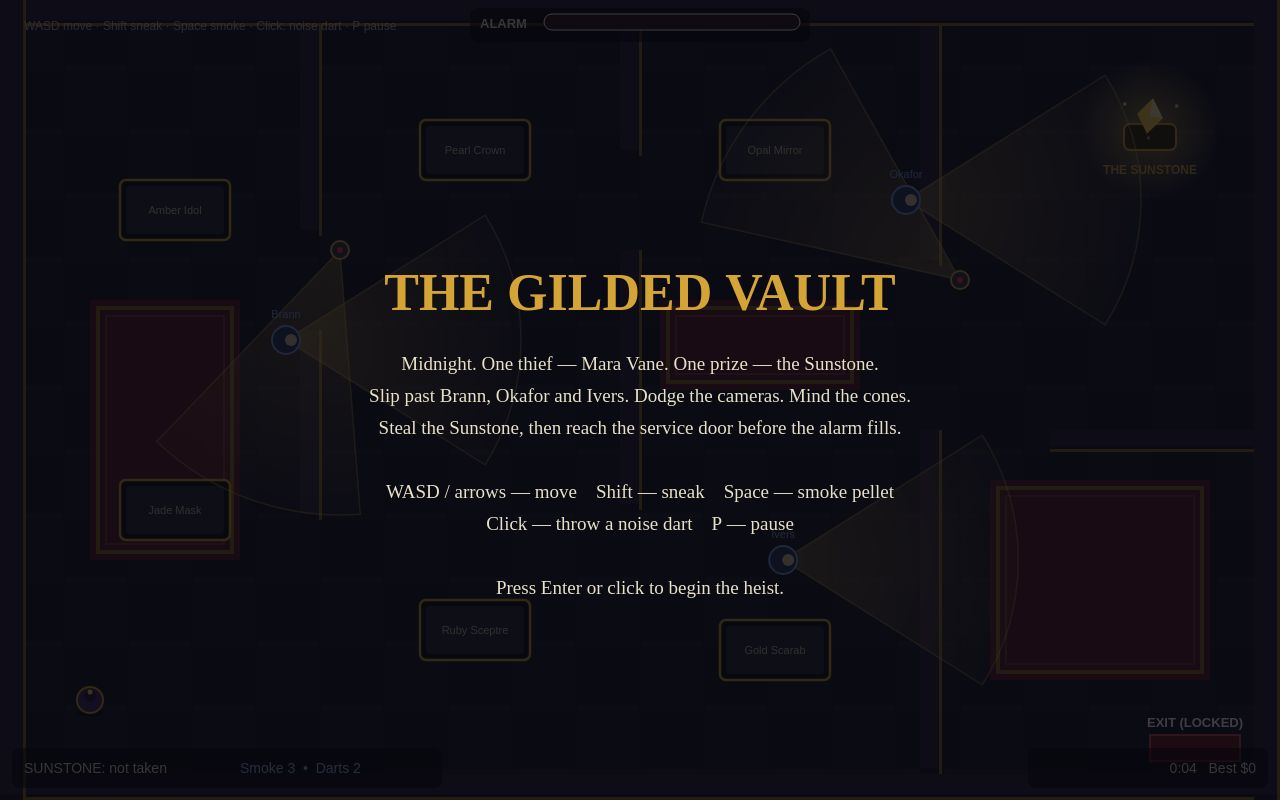 WASD move · Shift sneak · Space smoke · Click: noise dart · P pause
ALARM
Pearl Crown
Opal Mirror
Okafor
THE SUNSTONE
Amber Idol
Brann
THE GILDED VAULT
Midnight. One thief — Mara Vane. One prize — the Sunstone.
Slip past Brann, Okafor and Ivers. Dodge the cameras. Mind the cones.
Steal the Sunstone, then reach the service door before the alarm fills.
WASD / arrows — move    Shift — sneak    Space — smoke pellet
Click — throw a noise dart    P — pause
Jade Mask
Ivers
Press Enter or click to begin the heist.
Ruby Sceptre
Gold Scarab
EXIT (LOCKED)
SUNSTONE: not taken    Smoke 3 • Darts 2    0:04    Best $0